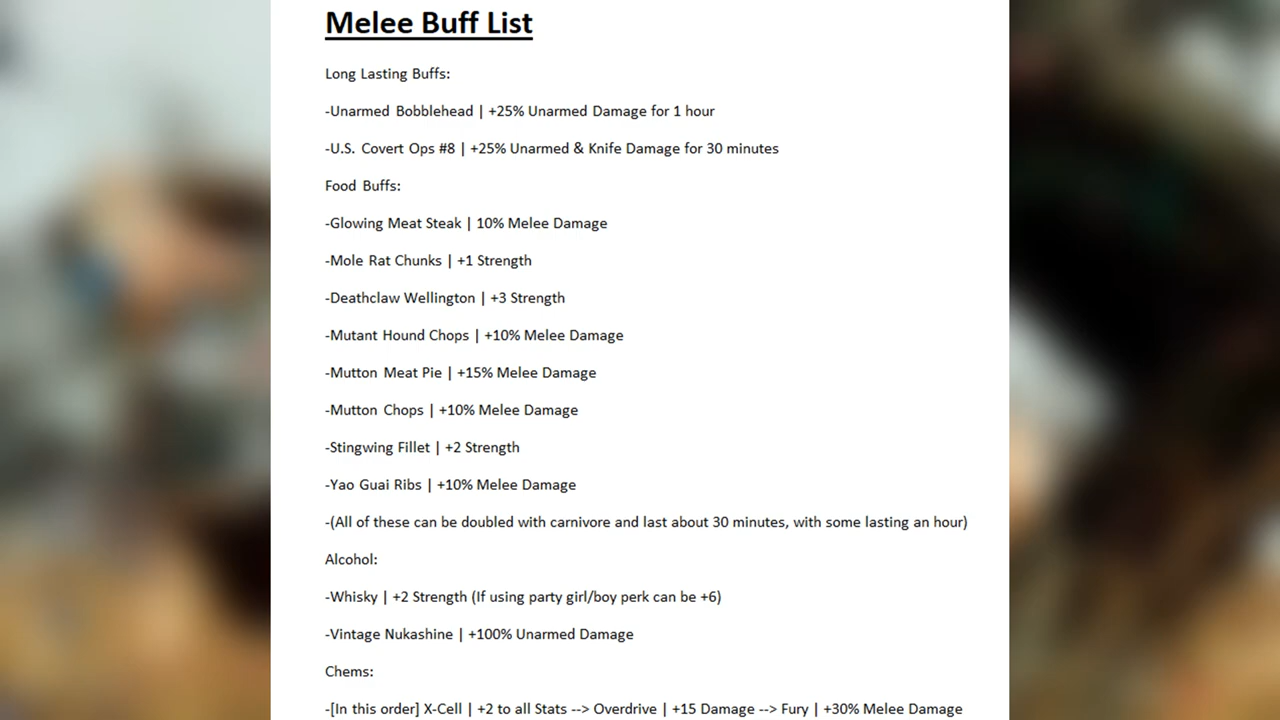 Melee Buff List
Long Lasting Buffs:
-Unarmed Bobblehead | +25% Unarmed Damage for 1 hour
-U.S. Covert Ops #8 | +25% Unarmed & Knife Damage for 30 minutes
Food Buffs:
-Glowing Meat Steak | 10% Melee Damage
-Mole Rat Chunks | +1 Strength
-Deathclaw Wellington | +3 Strength
-Mutant Hound Chops | +10% Melee Damage
-Mutton Meat Pie | +15% Melee Damage
-Mutton Chops | +10% Melee Damage
-Stingwing Fillet | +2 Strength
-Yao Guai Ribs | +10% Melee Damage
-(All of these can be doubled with carnivore and last about 30 minutes, with some lasting an hour)
Alcohol:
-Whisky | +2 Strength (If using party girl/boy perk can be +6)
-Vintage Nukashine | +100% Unarmed Damage
Chems:
-[In this order] X-Cell | +2 to all Stats --> Overdrive | +15 Damage --> Fury | +30% Melee Damage